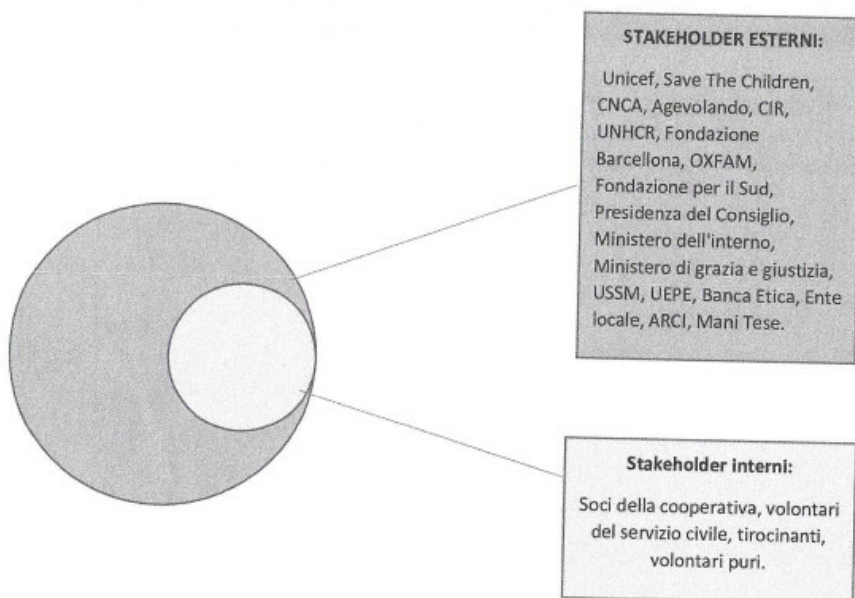 STAKEHOLDER ESTERNI:
Unicef, Save The Children,
CNCA, Agevolando, CIR,
UNHCR, Fondazione
Barcellona, OXFAM,
Fondazione per il Sud,
Presidenza del Consiglio,
Ministero dell'interno,
Ministero di grazia e giustizia,
USSM, UEPE, Banca Etica, Ente
locale, ARCI, Mani Tese.
Stakeholder interni:
Soci della cooperativa, volontari
del servizio civile, tirocinanti,
volontari puri.